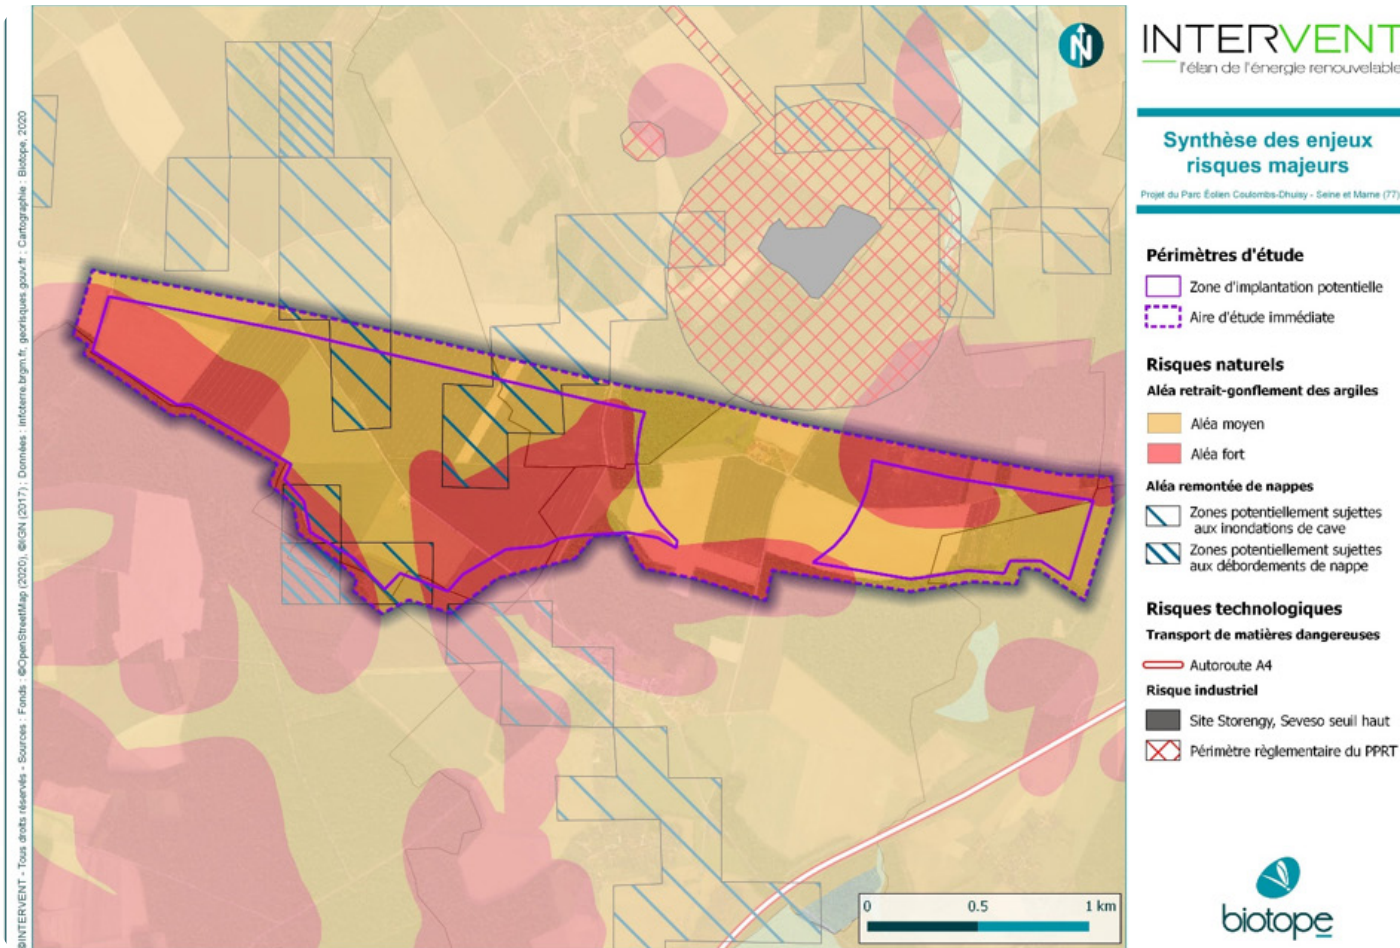 ©INTERVENT - Tous droits réservés - Sources : Fonds : ©OpenStreetMap (2020), ©IGN (2017) ; Données : infoterre.brgm.fr, georisques.gouv.fr ; Cartographie : Biotope, 2020
N
INTERVENT
l'élan de l'énergie renouvelable
Synthèse des enjeux
risques majeurs
Projet du Parc Éolien Coulombs-Dhuisy - Seine et Marne (77)
Périmètres d'étude
Zone d'implantation potentielle
Aire d'étude immédiate
Risques naturels
Aléa retrait-gonflement des argiles
Aléa moyen
Aléa fort
Aléa remontée de nappes
Zones potentiellement sujettes
aux inondations de cave
Zones potentiellement sujettes
aux débordements de nappe
Risques technologiques
Transport de matières dangereuses
Autoroute A4
Risque industriel
Site Storengy, Seveso seuil haut
Périmètre règlementaire du PPRT
0 0.5 1 km
biotope